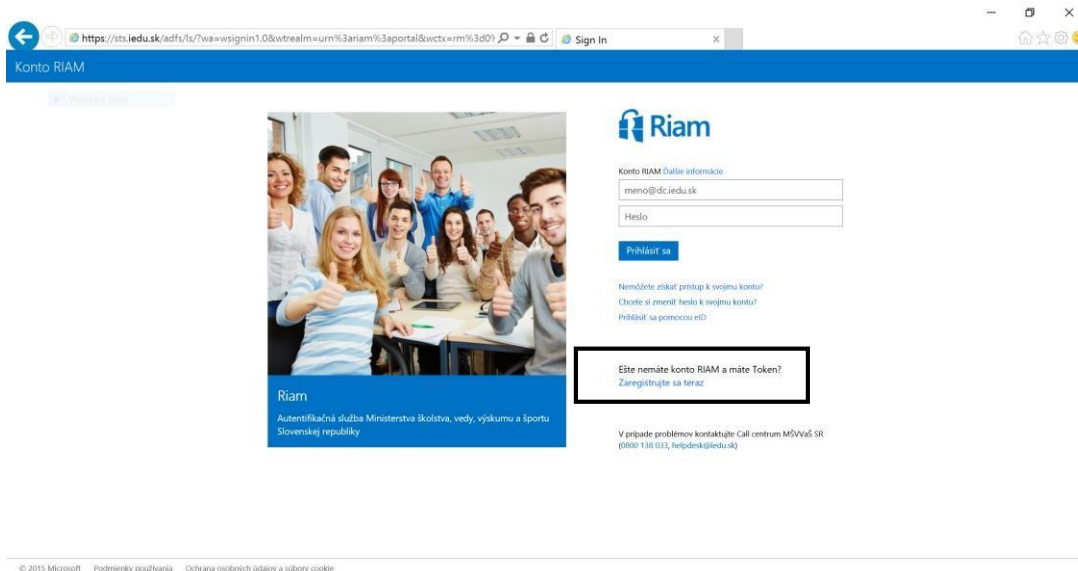 https://sts.iedu.sk/adfs/ls/?wa=wsignin1.0&wtrealm=urn%3ariam%3aportal&wctx=rm%3d0
Sign In
Konto RIAM
Riam
Konto RIAM Ďalšie informácie
meno@dc.iedu.sk
Heslo
Prihlásiť sa
Nemôžete získať prístup k svojmu kontu?
Chcete si zmeniť heslo k svojmu kontu?
Prihlásiť sa pomocou eID
Ešte nemáte konto RIAM a máte Token?
Zaregistrujte sa teraz
Riam
Autentifikačná služba Ministerstva školstva, vedy, výskumu a športu
Slovenskej republiky
V prípade problémov kontaktujte Call centrum MŠVVaŠ SR
(0800 138 033, helpdesk@iedu.sk)
© 2015 Microsoft Podmienky používania Ochrana osobných údajov a súbory cookie